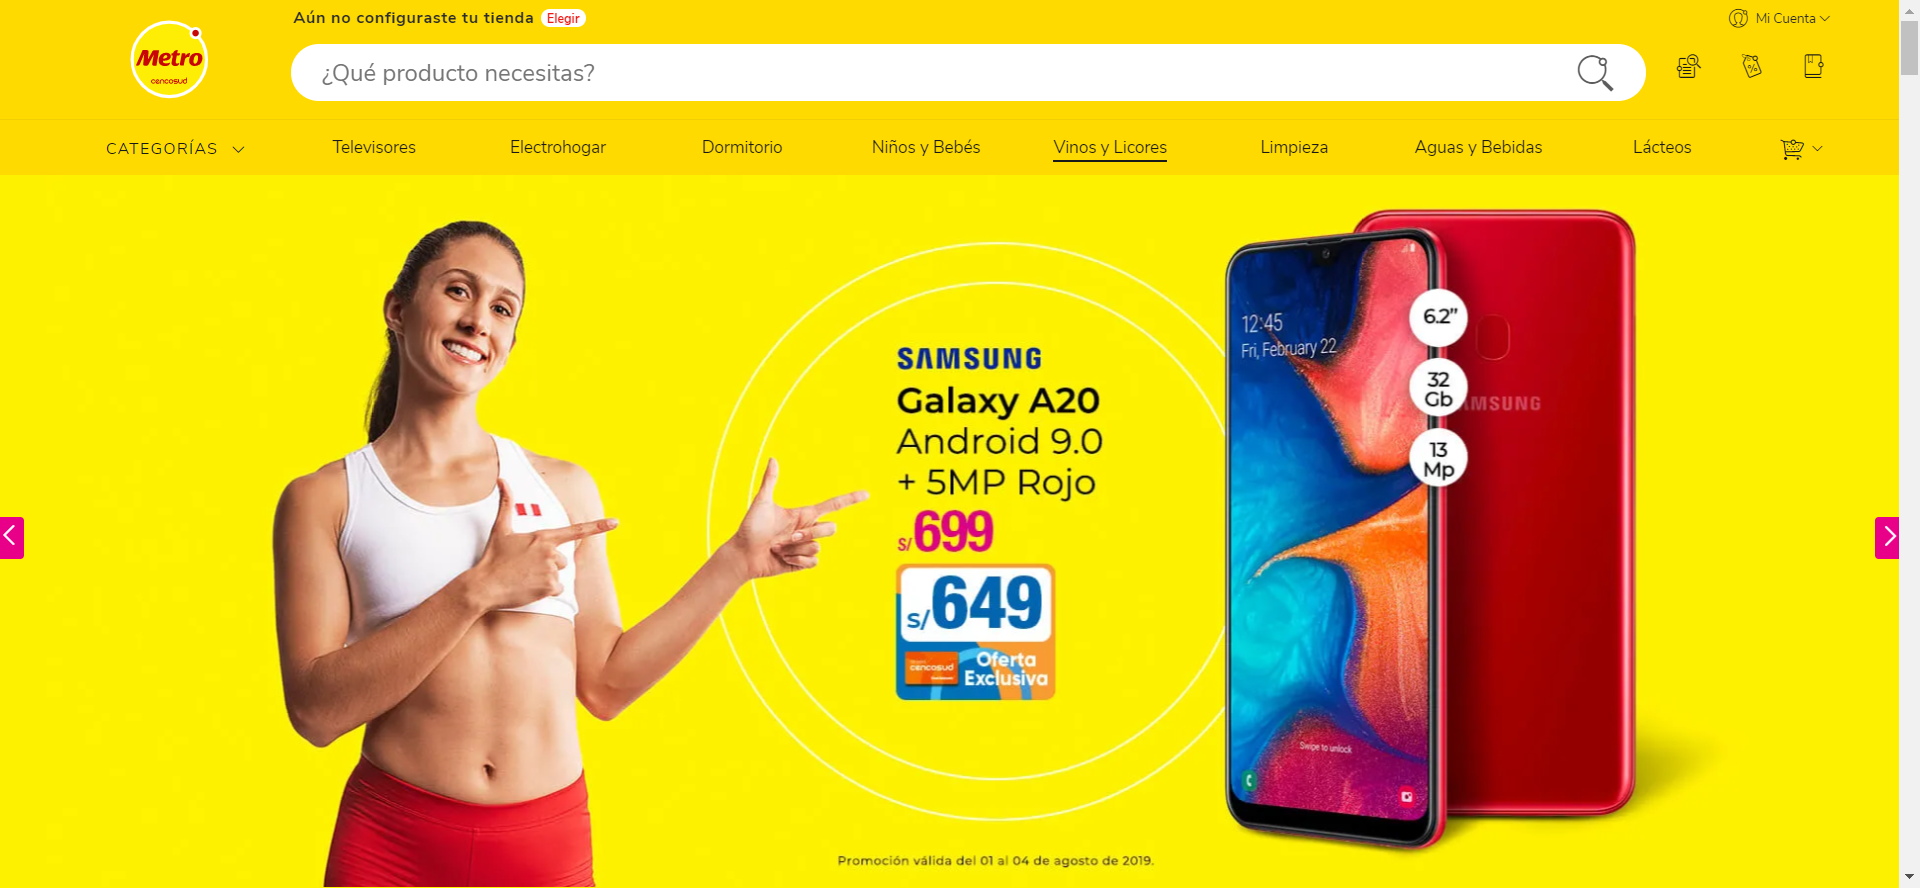 Aún no configuraste tu tienda Elegir
Mi Cuenta
Metro
cencosud
¿Qué producto necesitas?
CATEGORÍAS Televisores Electrohogar Dormitorio Niños y Bebés Vinos y Licores Limpieza Aguas y Bebidas Lácteos
SAMSUNG
Galaxy A20
Android 9.0
+ 5MP Rojo
S/699
S/649
cencosud
Oferta
Exclusiva
12:45
Fri, February 22
Swipe to unlock
6.2”
32
Gb
13
Mp
SAMSUNG
Promoción válida del 01 al 04 de agosto de 2019.